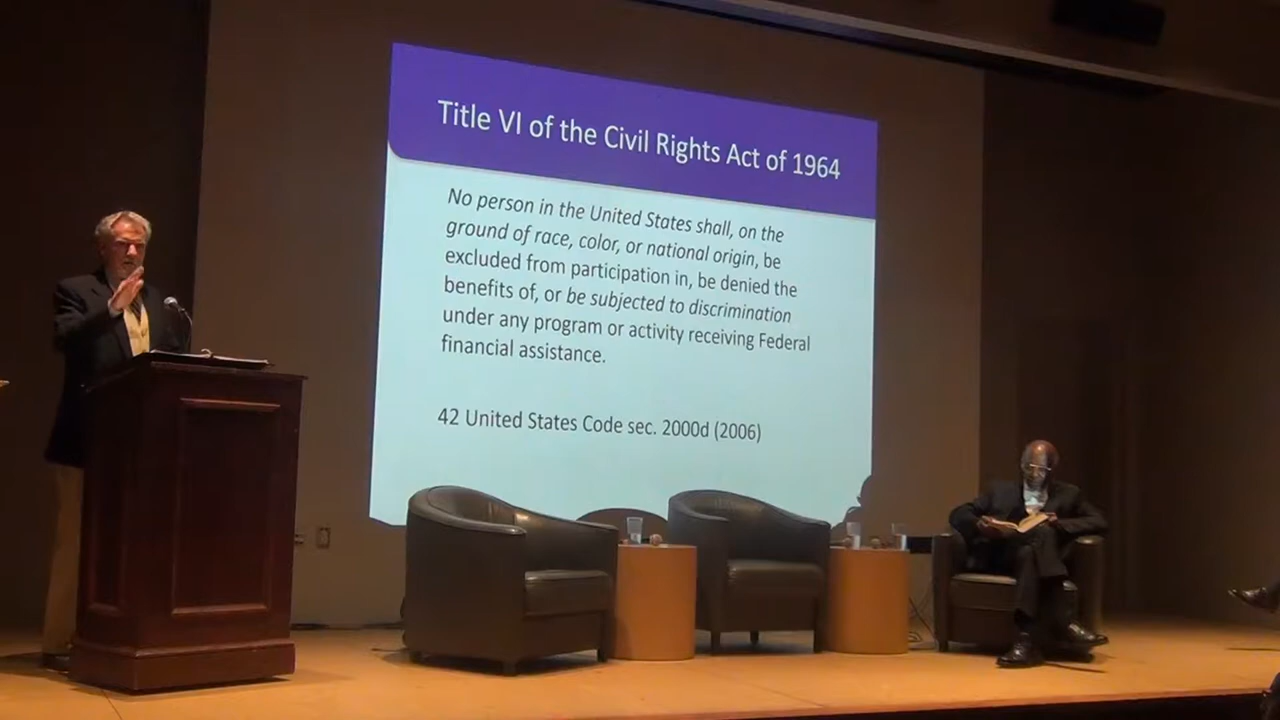 Title VI of the Civil Rights Act of 1964
No person in the United States shall, on the
ground of race, color, or national origin, be
excluded from participation in, be denied the
benefits of, or be subjected to discrimination
under any program or activity receiving Federal
financial assistance.
42 United States Code sec. 2000d (2006)